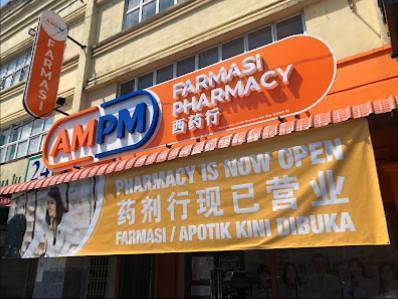 FARMASI
AMPM
FARMASI
PHARMACY
西药行
24
PHARMACY IS NOW OPEN
药剂行现已营业
FARMASI / APOTIK KINI DIBUKA